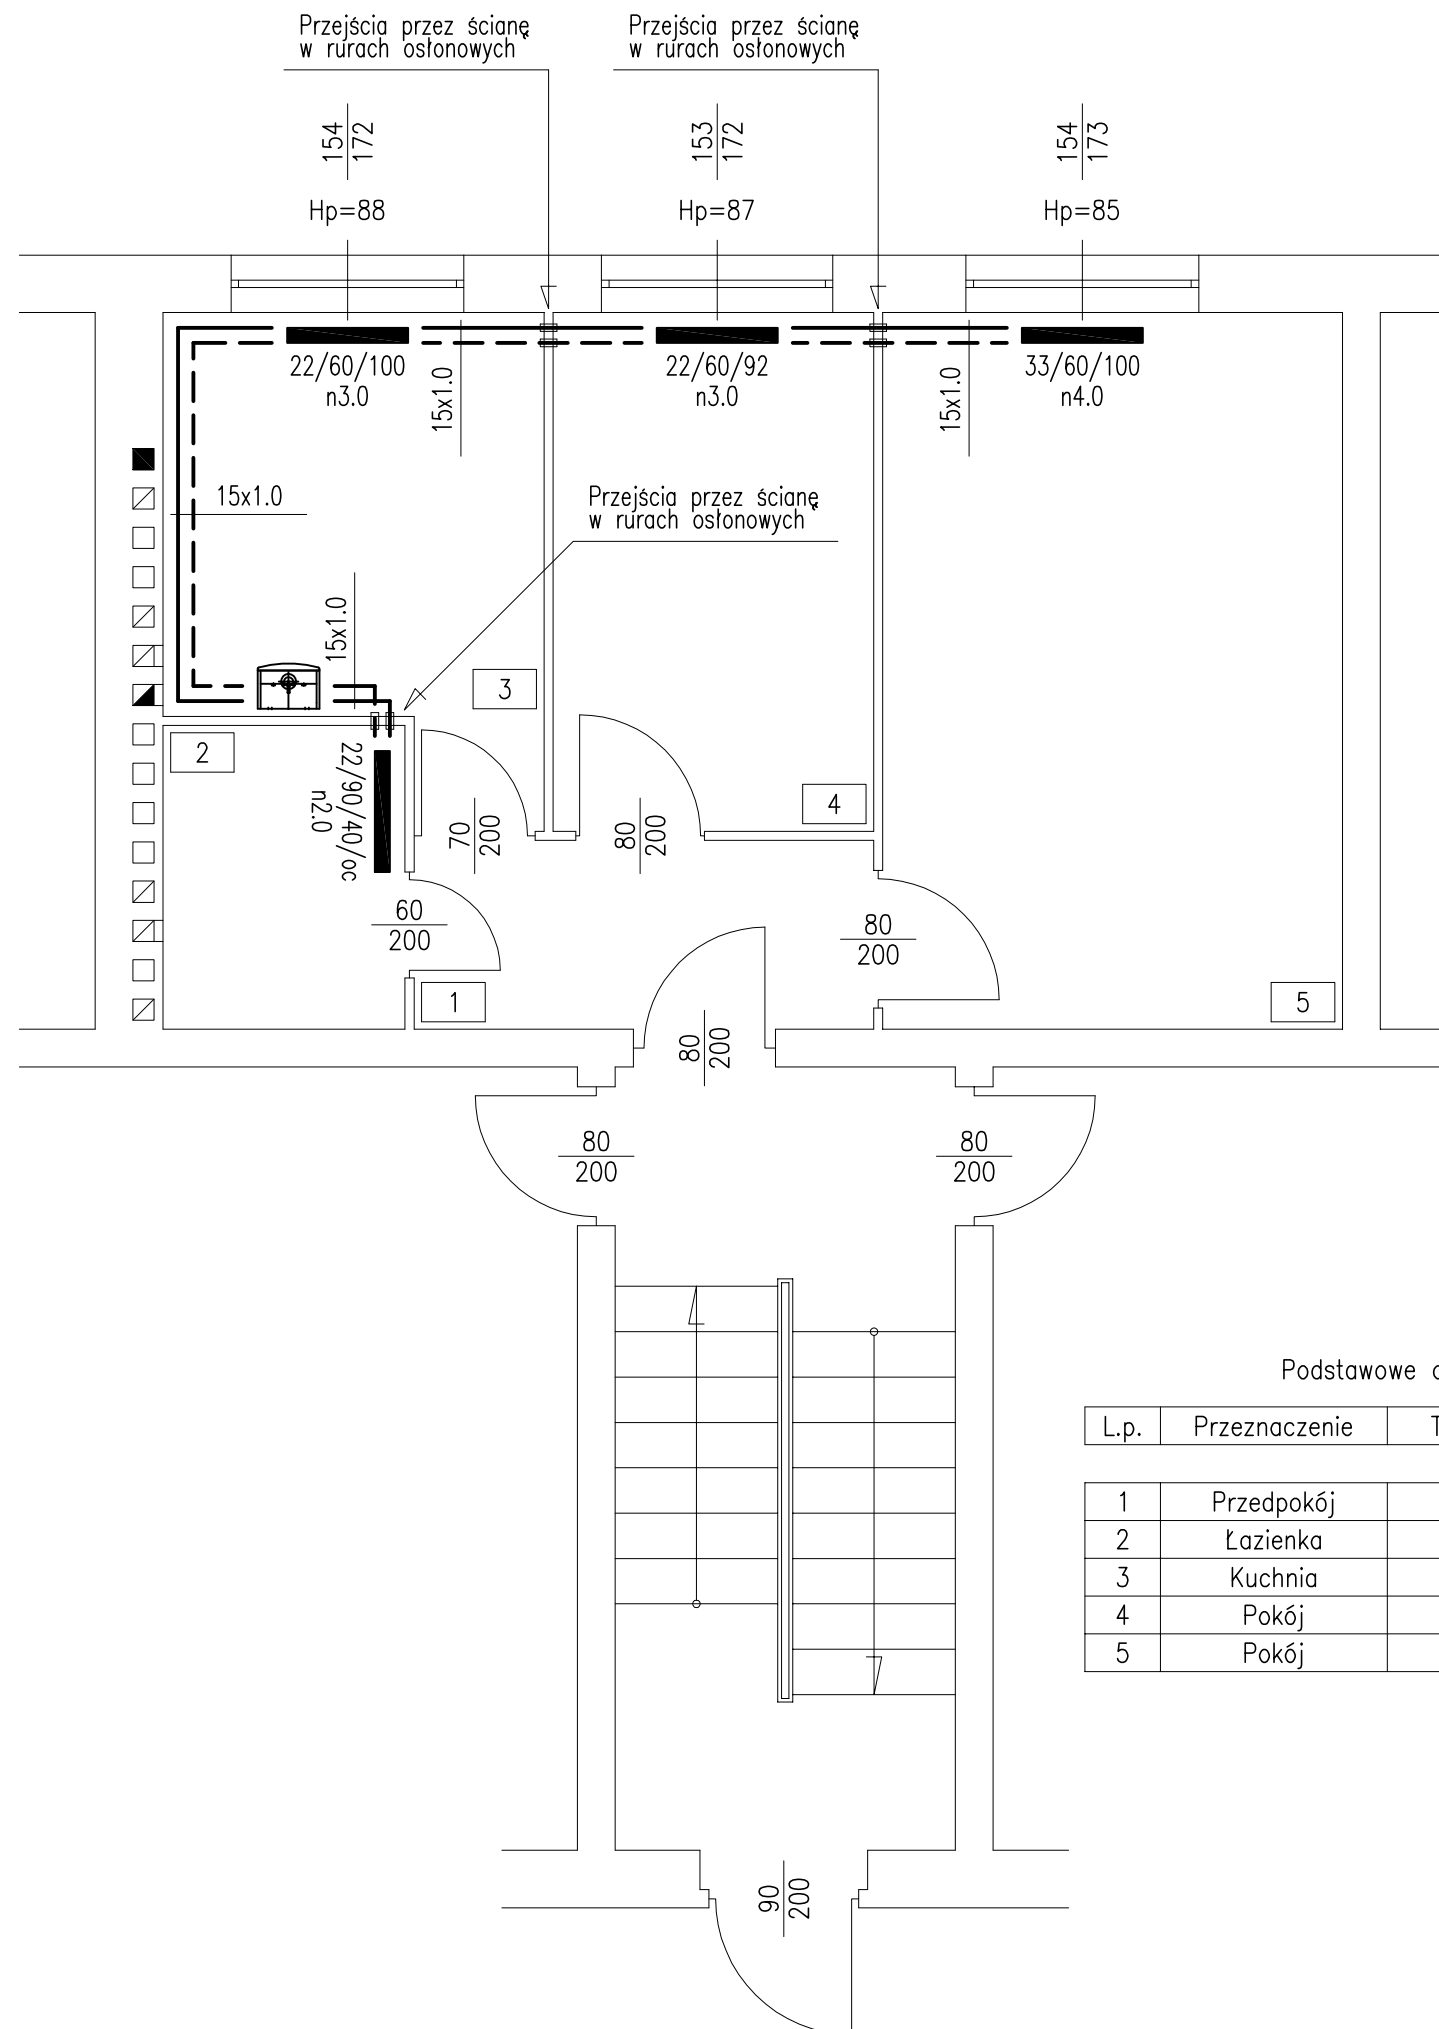 Przejścia przez ścianę
w rurach osłonowych
Przejścia przez ścianę
w rurach osłonowych
154
172
153
172
154
173
Hp=88
Hp=87
Hp=85
22/60/100
n3.0
15x1.0
22/60/92
n3.0
15x1.0
33/60/100
n4.0
15x1.0
Przejścia przez ścianę
w rurach osłonowych
15x1.0
3
2
22/90/40/oc
n2.0
4
70
200
80
200
60
200
80
200
1
5
80
200
80
200
80
200
Podstawowe
L.p.
Przeznaczenie
1
Przedpokój
2
Łazienka
3
Kuchnia
4
Pokój
5
Pokój
90
200